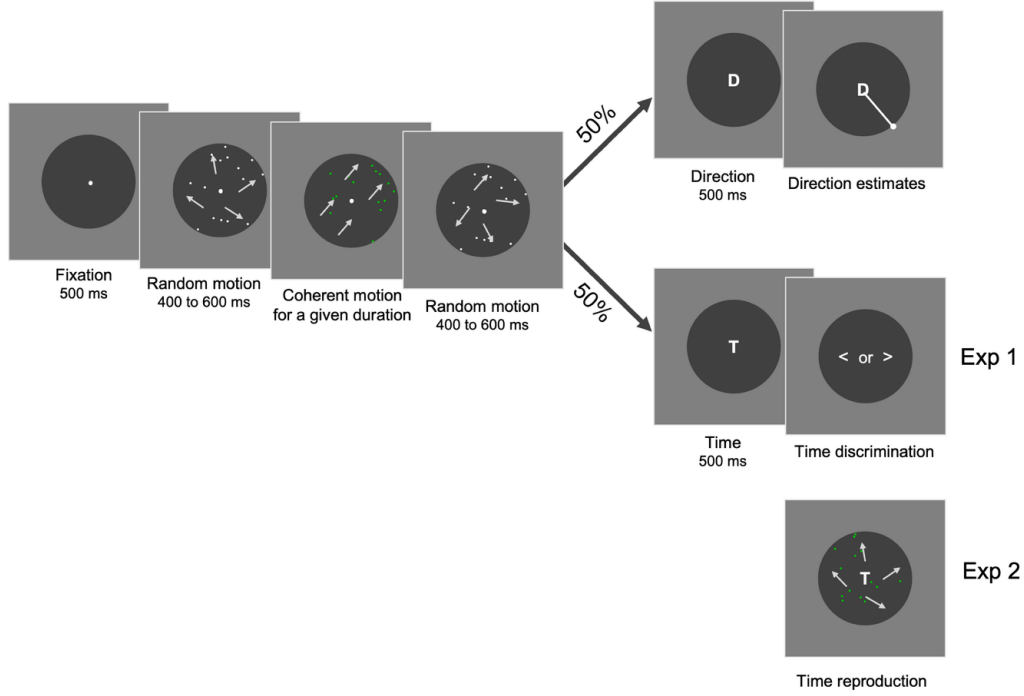 Fixation
500 ms
Random motion
400 to 600 ms
Coherent motion
for a given duration
Random motion
400 to 600 ms
50%
D
Direction
500 ms
D
Direction estimates
50%
T
Time
500 ms
< or >
Time discrimination
Exp 1
T
Time reproduction
Exp 2